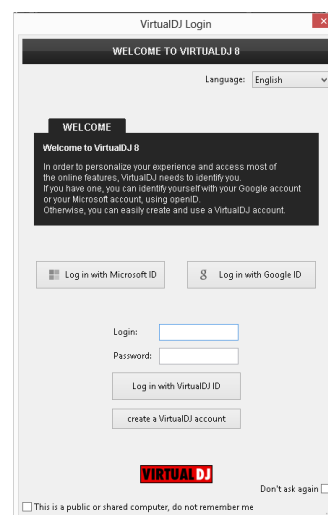 VirtualDJ Login
WELCOME TO VIRTUALDJ 8
Language: English
WELCOME
Welcome to VirtualDJ 8
In order to personalize your experience and access most of
the online features, VirtualDJ needs to identify you.
If you have one, you can identify yourself with your Google account
or your Microsoft account, using openID.
Otherwise, you can easily create and use a VirtualDJ account.
Log in with Microsoft ID
g Log in with Google ID
Login:
Password:
Log in with VirtualDJ ID
create a VirtualDJ account
VIRTUAL DJ
Don't ask again
This is a public or shared computer, do not remember me